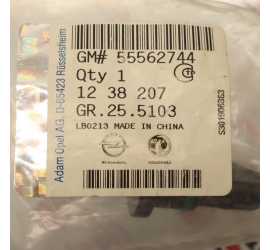 GM# 55562744
Qty 1
12 38 207
GR.25.5103
LB0213 MADE IN CHINA
Adam Opel AG, D-65423 Rüsselsheim
S301906363